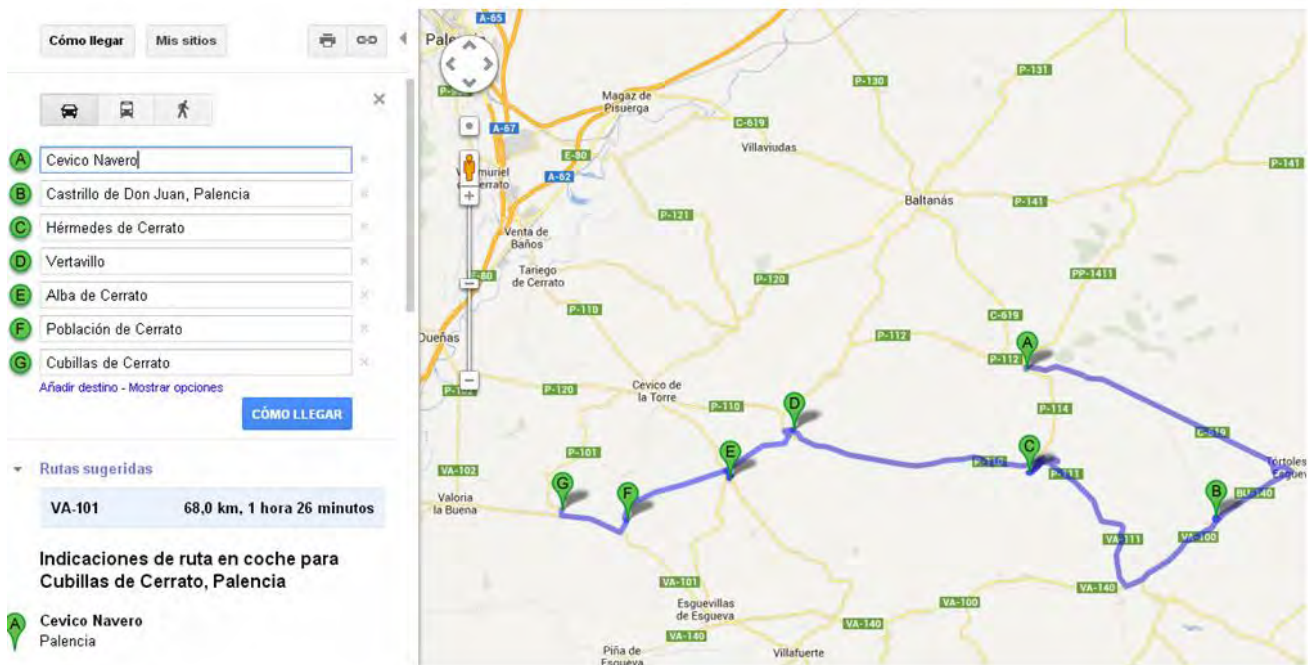 Cómo llegar
Mis sitios
A
Cevico Navero
B
Castrillo de Don Juan, Palencia
C
Hérmedes de Cerrato
D
Vertavillo
E
Alba de Cerrato
F
Población de Cerrato
G
Cubillas de Cerrato
Añadir destino - Mostrar opciones
CÓMO LLEGAR
Rutas sugeridas
VA-101
68,0 km, 1 hora 26 minutos
Indicaciones de ruta en coche para
Cubillas de Cerrato, Palencia
A
Cevico Navero
Palencia
A-65
P-131
P-130
Magaz de
Pisuerga
C-619
A-67
Villaviudas
E-80
P-141
A-62
Baltanás
P-141
P-121
Venta de
Baños
Tariego
de Cerrato
PP-1411
P-120
P-110
C-619
Dueñas
P-112
A
P-112
Cevico de
la Torre
P-120
D
P-110
P-114
C-619
P-101
E
C
P-111
VA-102
Tórtoles
G
F
B
Valoria
la Buena
VA-111
VA-100
VA-101
VA-140
Esguevillas
de Esgueva
VA-100
VA-140
VA-140
Piña de
Esgueva
Villafuerte